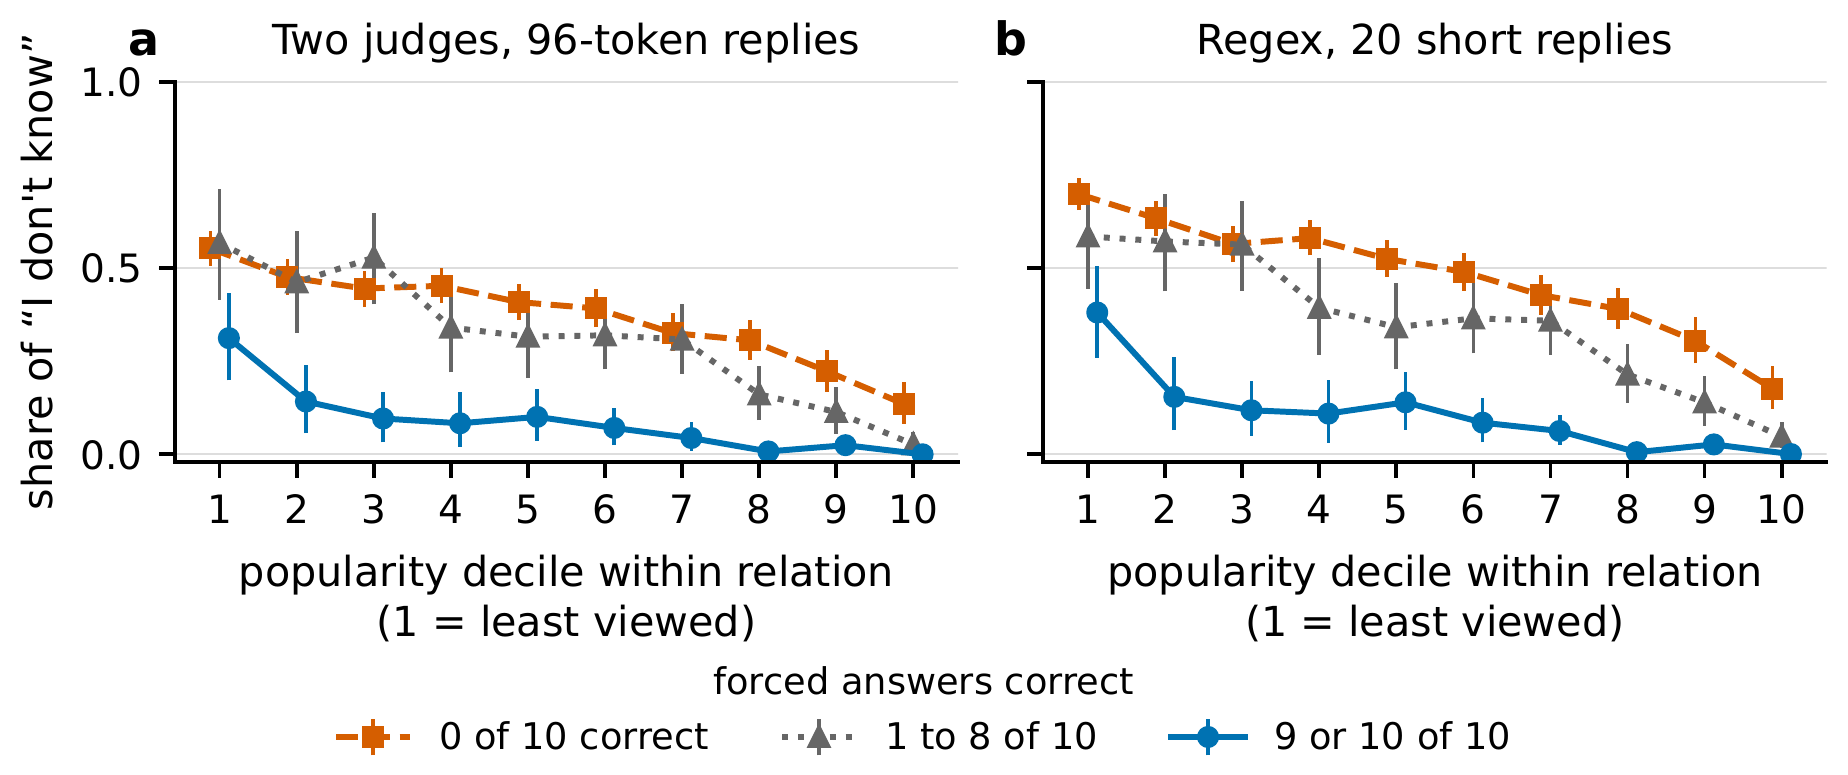 a Two judges, 96-token replies
b Regex, 20 short replies
share of “I don't know”
1.0
0.5
0.0
1 2 3 4 5 6 7 8 9 10
1 2 3 4 5 6 7 8 9 10
popularity decile within relation
(1 = least viewed)
popularity decile within relation
(1 = least viewed)
forced answers correct
0 of 10 correct
1 to 8 of 10
9 or 10 of 10